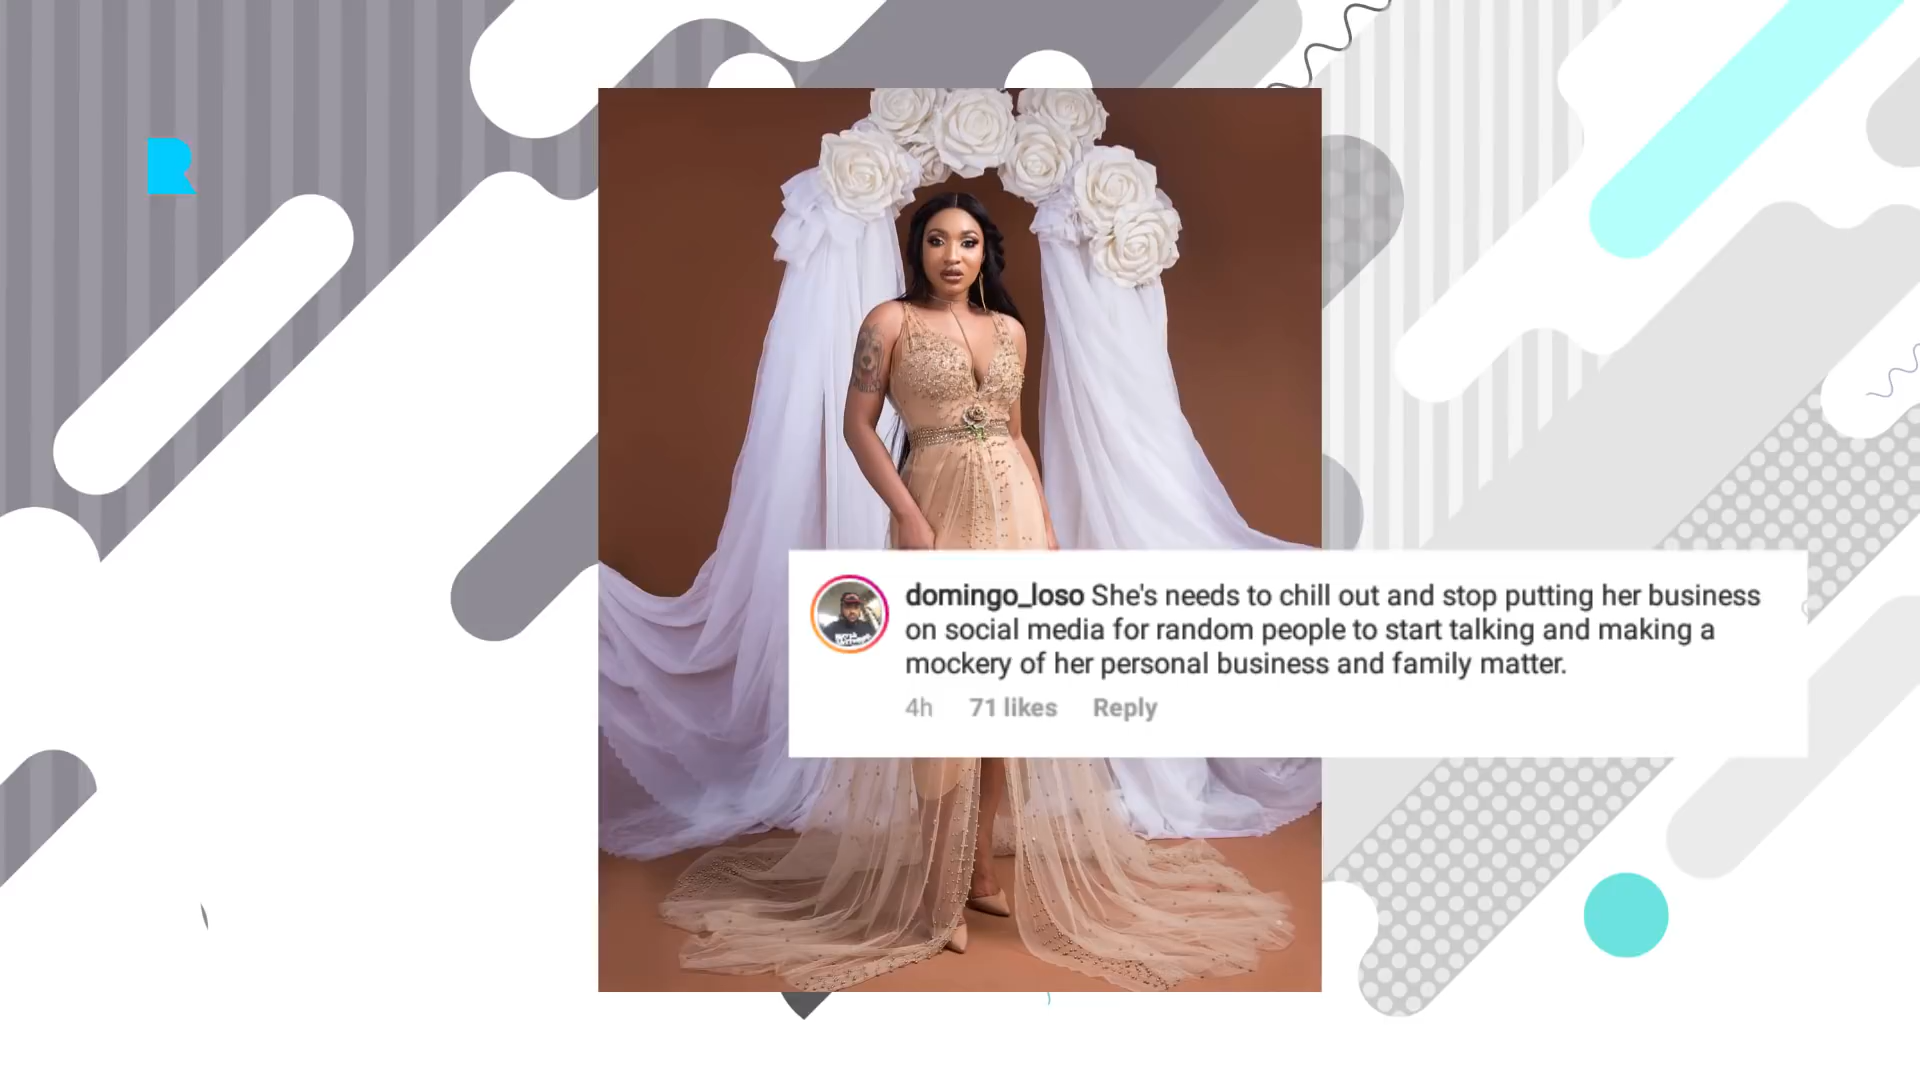 R
domingo_loso She's needs to chill out and stop putting her business
on social media for random people to start talking and making a
mockery of her personal business and family matter.
4h 71 likes Reply